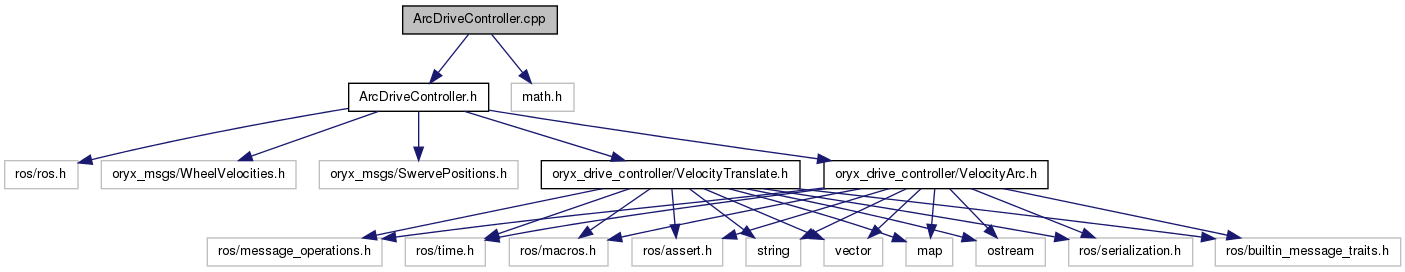 ArcDriveController.cpp
ArcDriveController.h
math.h
ros/ros.h
oryx_msgs/WheelVelocities.h
oryx_msgs/SwervePositions.h
oryx_drive_controller/VelocityTranslate.h
oryx_drive_controller/VelocityArc.h
ros/message_operations.h
ros/time.h
ros/macros.h
ros/assert.h
string
vector
map
ostream
ros/serialization.h
ros/builtin_message_traits.h